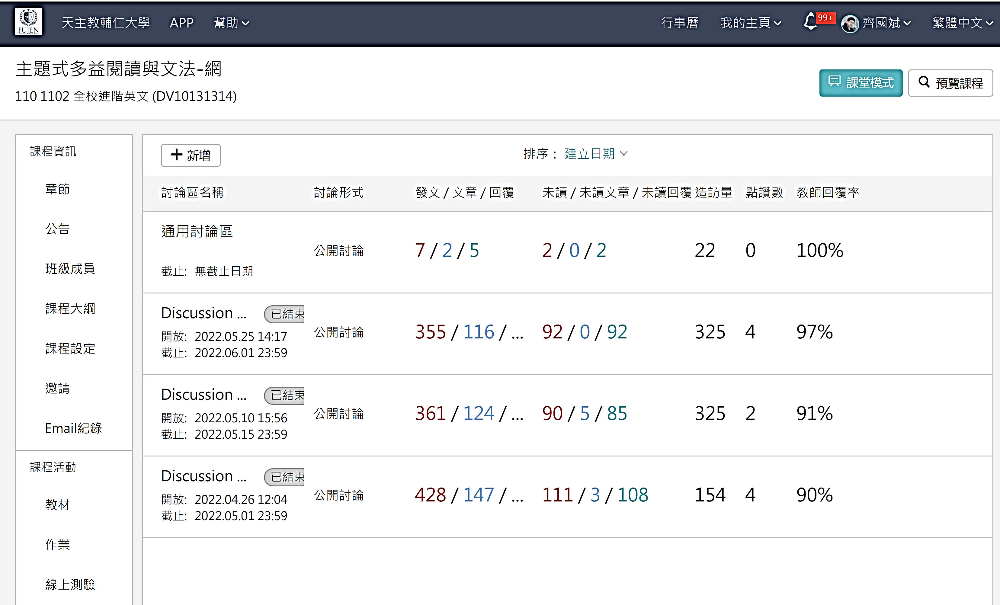 FUJEN
天主教輔仁大學 APP 幫助 行事曆 我的主頁 99+ 齊國斌 繁體中文
主題式多益閱讀與文法-網
110 1102 全校進階英文 (DV10131314)
課堂模式 預覽課程
課程資訊
章節
公告
班級成員
課程大綱
課程設定
邀請
Email紀錄
課程活動
教材
作業
線上測驗
新增 排序： 建立日期
討論區名稱 討論形式 發文 / 文章 / 回覆 未讀 / 未讀文章 / 未讀回覆 造訪量 點讚數 教師回覆率
通用討論區
公開討論 7 / 2 / 5 2 / 0 / 2 22 0 100%
截止: 無截止日期
Discussion ... 已結束
開放: 2022.05.25 14:17
公開討論 355 / 116 / ... 92 / 0 / 92 325 4 97%
截止: 2022.06.01 23:59
Discussion ... 已結束
開放: 2022.05.10 15:56
公開討論 361 / 124 / ... 90 / 5 / 85 325 2 91%
截止: 2022.05.15 23:59
Discussion ... 已結束
開放: 2022.04.26 12:04
公開討論 428 / 147 / ... 111 / 3 / 108 154 4 90%
截止: 2022.05.01 23:59